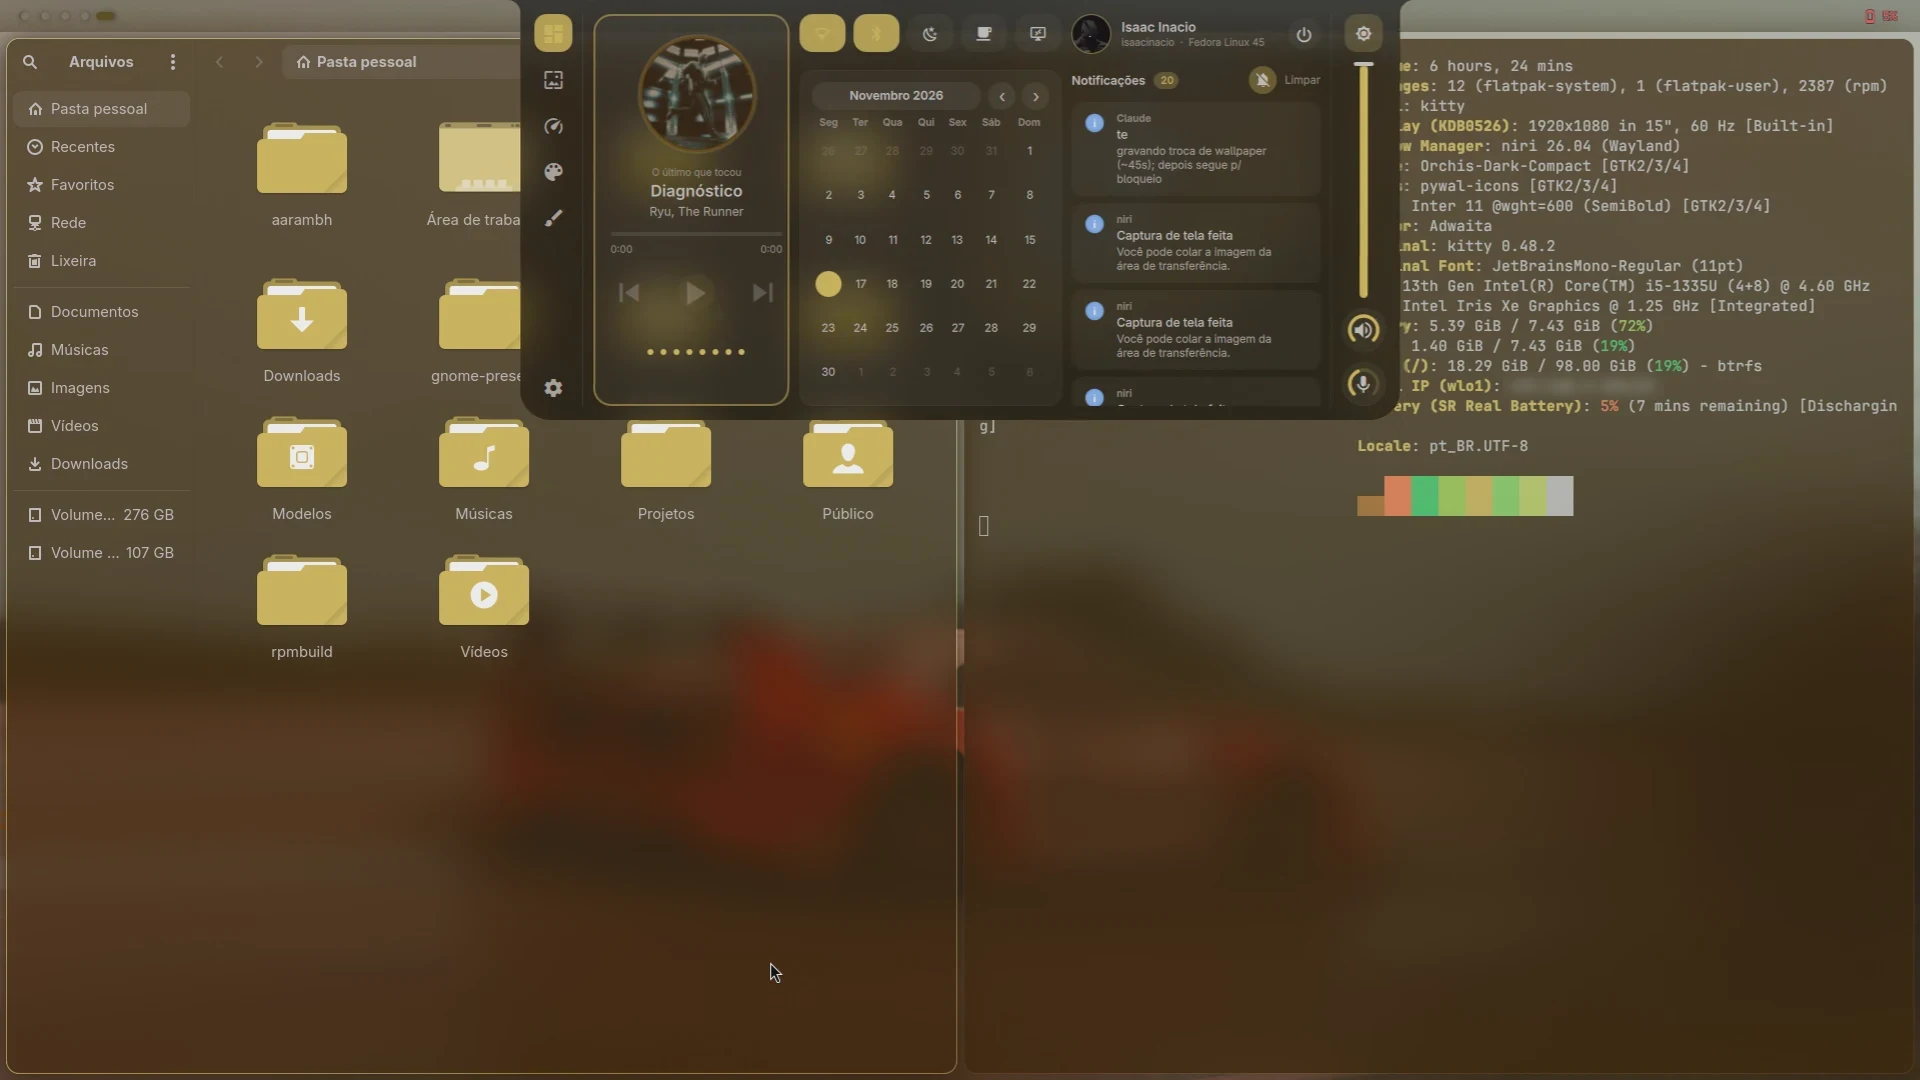 5%
Arquivos
Pasta pessoal
Pasta pessoal
Recentes
Favoritos
Rede
Lixeira
Documentos
Músicas
Imagens
Vídeos
Downloads
Volume... 276 GB
Volume ... 107 GB
aarambh
Área de traba
Downloads
gnome-prese
Modelos
Músicas
Projetos
Público
rpmbuild
Vídeos
O último que tocou
Diagnóstico
Ryu, The Runner
0:00 0:00
Novembro 2026
Seg Ter Qua Qui Sex Sáb Dom
26 27 28 29 30 31 1
2 3 4 5 6 7 8
9 10 11 12 13 14 15
17 18 19 20 21 22
23 24 25 26 27 28 29
30 1 2 3 4 5 6
Isaac Inacio
isaacinacio - Fedora Linux 45
Notificações 20
Limpar
Claude
te
gravando troca de wallpaper
(~45s); depois segue p/
bloqueio
niri
Captura de tela feita
Você pode colar a imagem da
área de transferência.
niri
Captura de tela feita
Você pode colar a imagem da
área de transferência.
niri
e: 6 hours, 24 mins
ges: 12 (flatpak-system), 1 (flatpak-user), 2387 (rpm)
: kitty
ay (KDB0526): 1920x1080 in 15", 60 Hz [Built-in]
w Manager: niri 26.04 (Wayland)
: Orchis-Dark-Compact [GTK2/3/4]
: pywal-icons [GTK2/3/4]
Inter 11 @wght=600 (SemiBold) [GTK2/3/4]
r: Adwaita
nal: kitty 0.48.2
nal Font: JetBrainsMono-Regular (11pt)
13th Gen Intel(R) Core(TM) i5-1335U (4+8) @ 4.60 GHz
Intel Iris Xe Graphics @ 1.25 GHz [Integrated]
y: 5.39 GiB / 7.43 GiB (72%)
1.40 GiB / 7.43 GiB (19%)
(/): 18.29 GiB / 98.00 GiB (19%) - btrfs
IP (wlo1):
ery (SR Real Battery): 5% (7 mins remaining) [Dischargin
g]
Locale: pt_BR.UTF-8